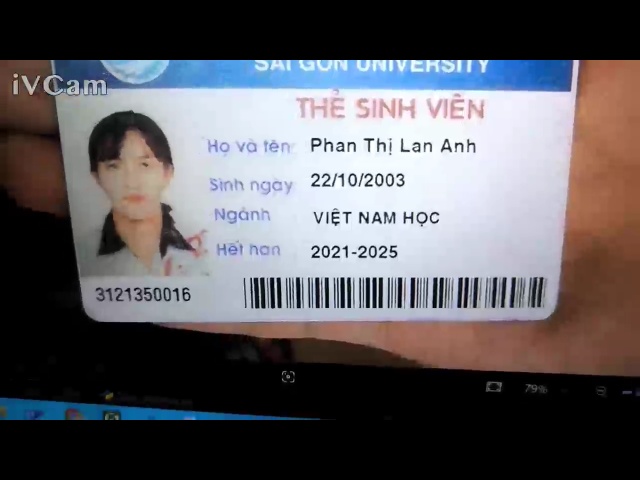 iVCam
SAI GON UNIVERSITY
THẺ SINH VIÊN
Họ và tên Phan Thị Lan Anh
Sinh ngày 22/10/2003
Ngành VIỆT NAM HỌC
Hết hạn 2021-2025
3121350016
79%